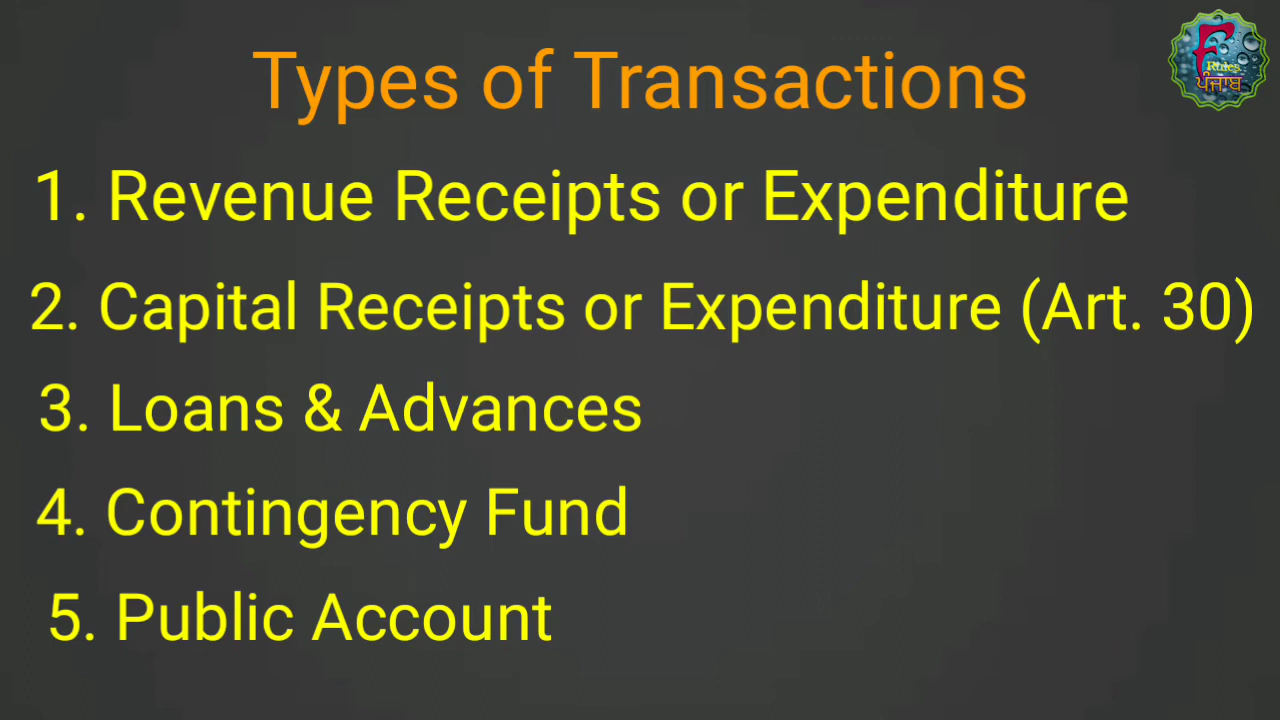 Types of Transactions
F
Rules
ਪੰਜਾਬ
1. Revenue Receipts or Expenditure
2. Capital Receipts or Expenditure (Art. 30)
3. Loans & Advances
4. Contingency Fund
5. Public Account